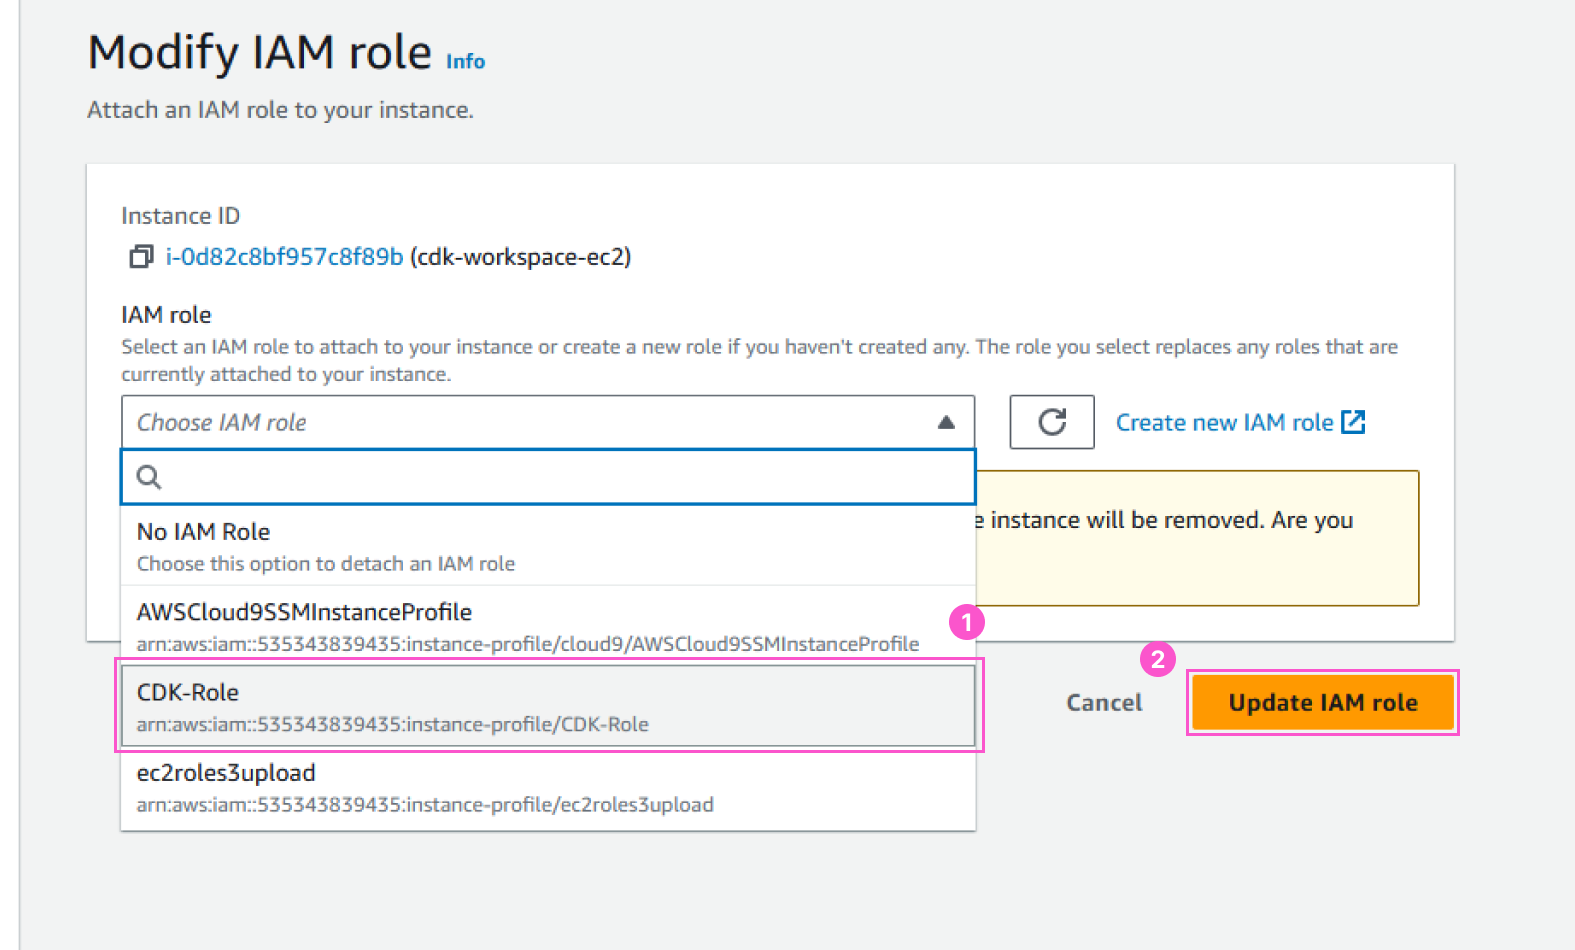 Modify IAM role Info
Attach an IAM role to your instance.
Instance ID
i-0d82c8bf957c8f89b (cdk-workspace-ec2)
IAM role
Select an IAM role to attach to your instance or create a new role if you haven't created any. The role you select replaces any roles that are
currently attached to your instance.
Choose IAM role
Create new IAM role
e instance will be removed. Are you
No IAM Role
Choose this option to detach an IAM role
AWSCloud9SSMInstanceProfile
1
arn:aws:iam::535343839435:instance-profile/cloud9/AWSCloud9SSMInstanceProfile
2
CDK-Role
arn:aws:iam::535343839435:instance-profile/CDK-Role
Cancel
Update IAM role
ec2roles3upload
arn:aws:iam::535343839435:instance-profile/ec2roles3upload